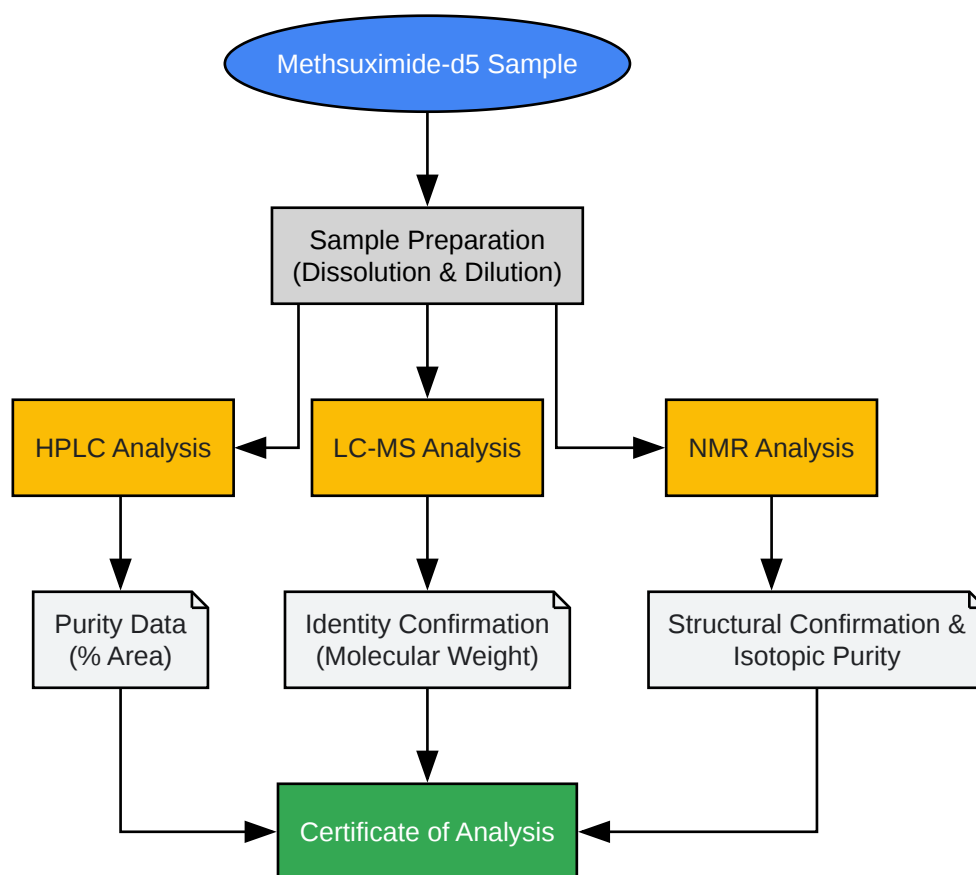 Methsuximide-d5 Sample
Sample Preparation
(Dissolution & Dilution)
HPLC Analysis
LC-MS Analysis
NMR Analysis
Purity Data
(% Area)
Identity Confirmation
(Molecular Weight)
Structural Confirmation &
Isotopic Purity
Certificate of Analysis